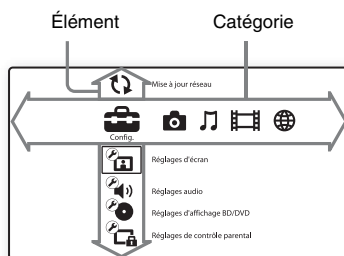 Élément Catégorie
Mise à jour réseau
Config.
Réglages d'écran
Réglages audio
Réglages d'affichage BD/DVD
Réglages de contrôle parental